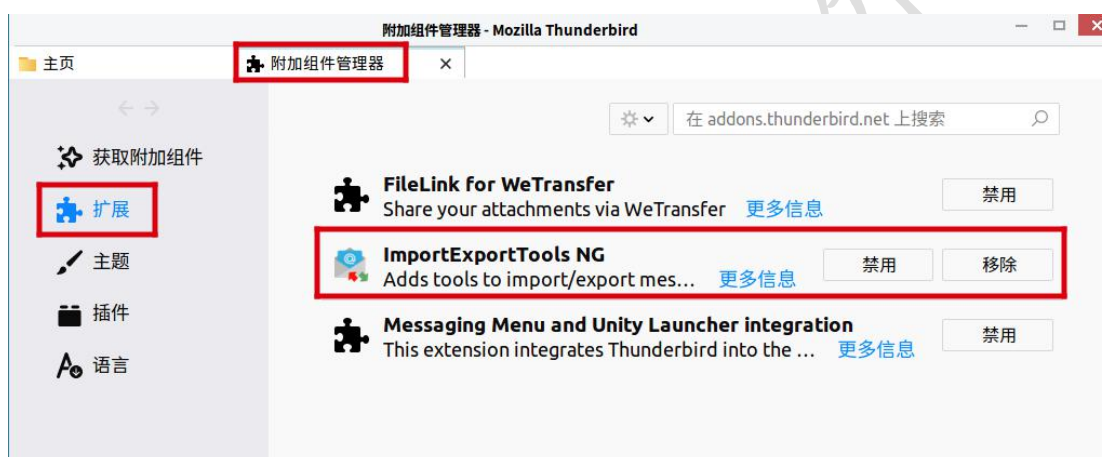 附加组件管理器 - Mozilla Thunderbird
主页
附加组件管理器
在 addons.thunderbird.net 上搜索
获取附加组件
扩展
主题
插件
语言
FileLink for WeTransfer
Share your attachments via WeTransfer 更多信息
禁用
ImportExportTools NG
Adds tools to import/export mes... 更多信息
禁用 移除
Messaging Menu and Unity Launcher integration
This extension integrates Thunderbird into the ... 更多信息
禁用